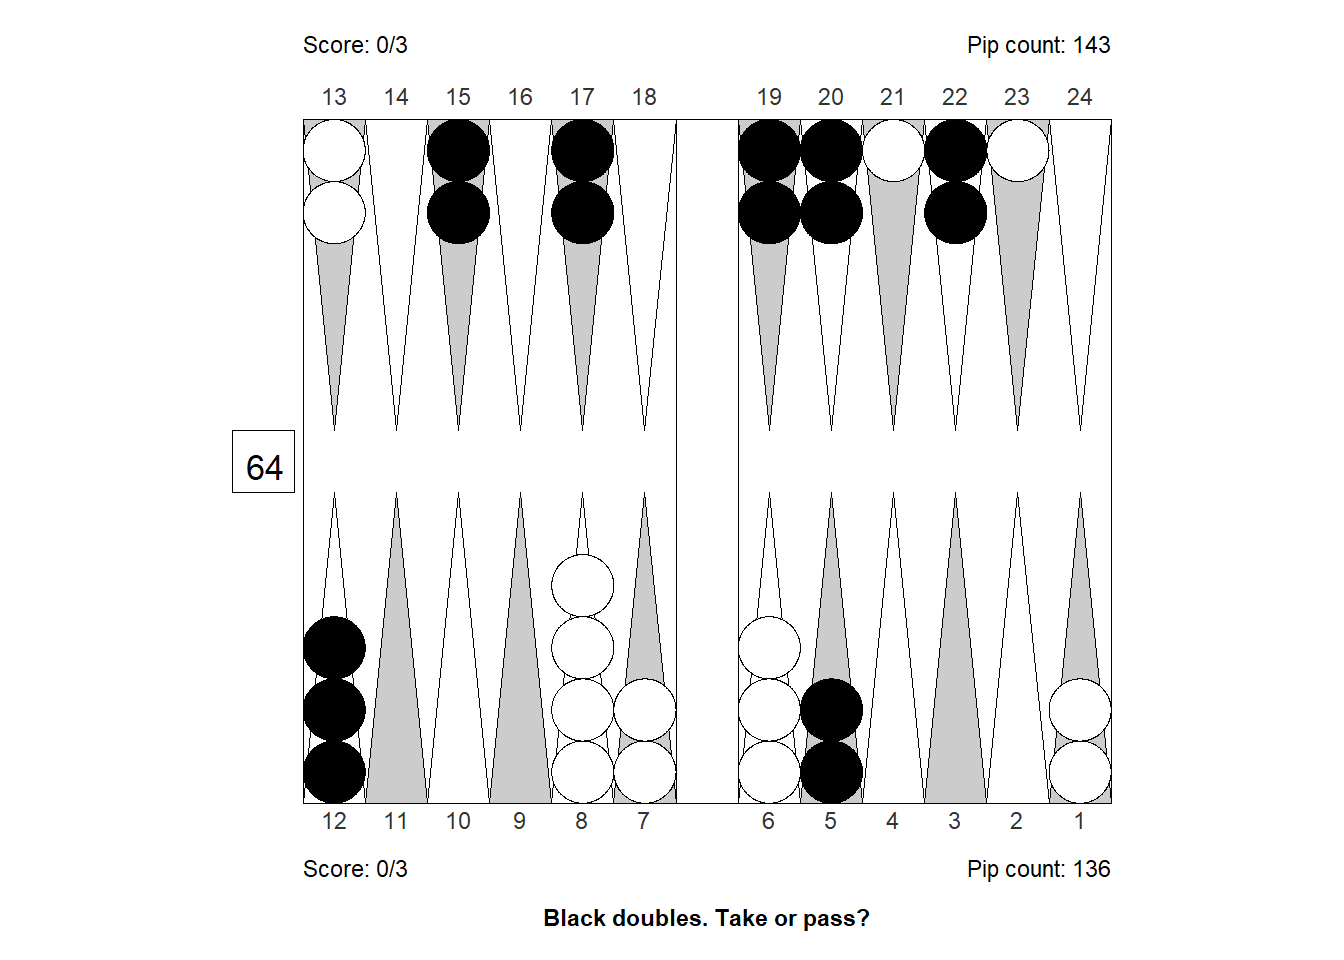 Score: 0/3 Pip count: 143
13 14 15 16 17 18 19 20 21 22 23 24
64
12 11 10 9 8 7 6 5 4 3 2 1
Score: 0/3 Pip count: 136
Black doubles. Take or pass?